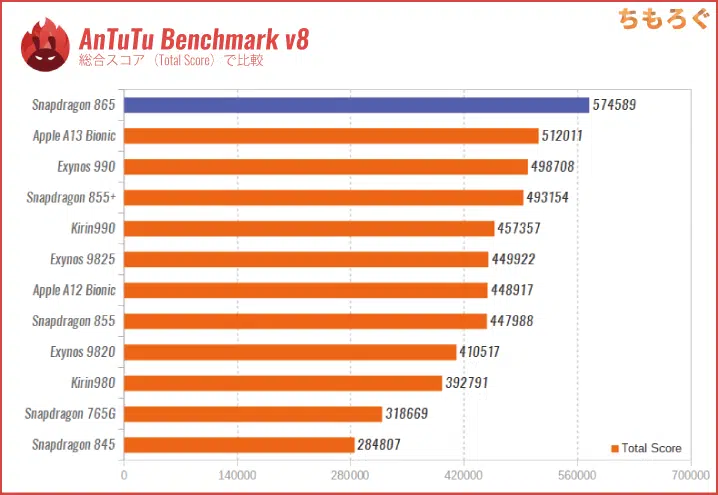 ちもろぐ
AnTuTu Benchmark v8
総合スコア（Total Score）で比較
Snapdragon 865 574589
Apple A13 Bionic 512011
Exynos 990 498708
Snapdragon 855+ 493154
Kirin990 457357
Exynos 9825 449922
Apple A12 Bionic 448917
Snapdragon 855 447988
Exynos 9820 410517
Kirin980 392791
Snapdragon 765G 318669
Snapdragon 845 284807
Total Score
0 140000 280000 420000 560000 700000